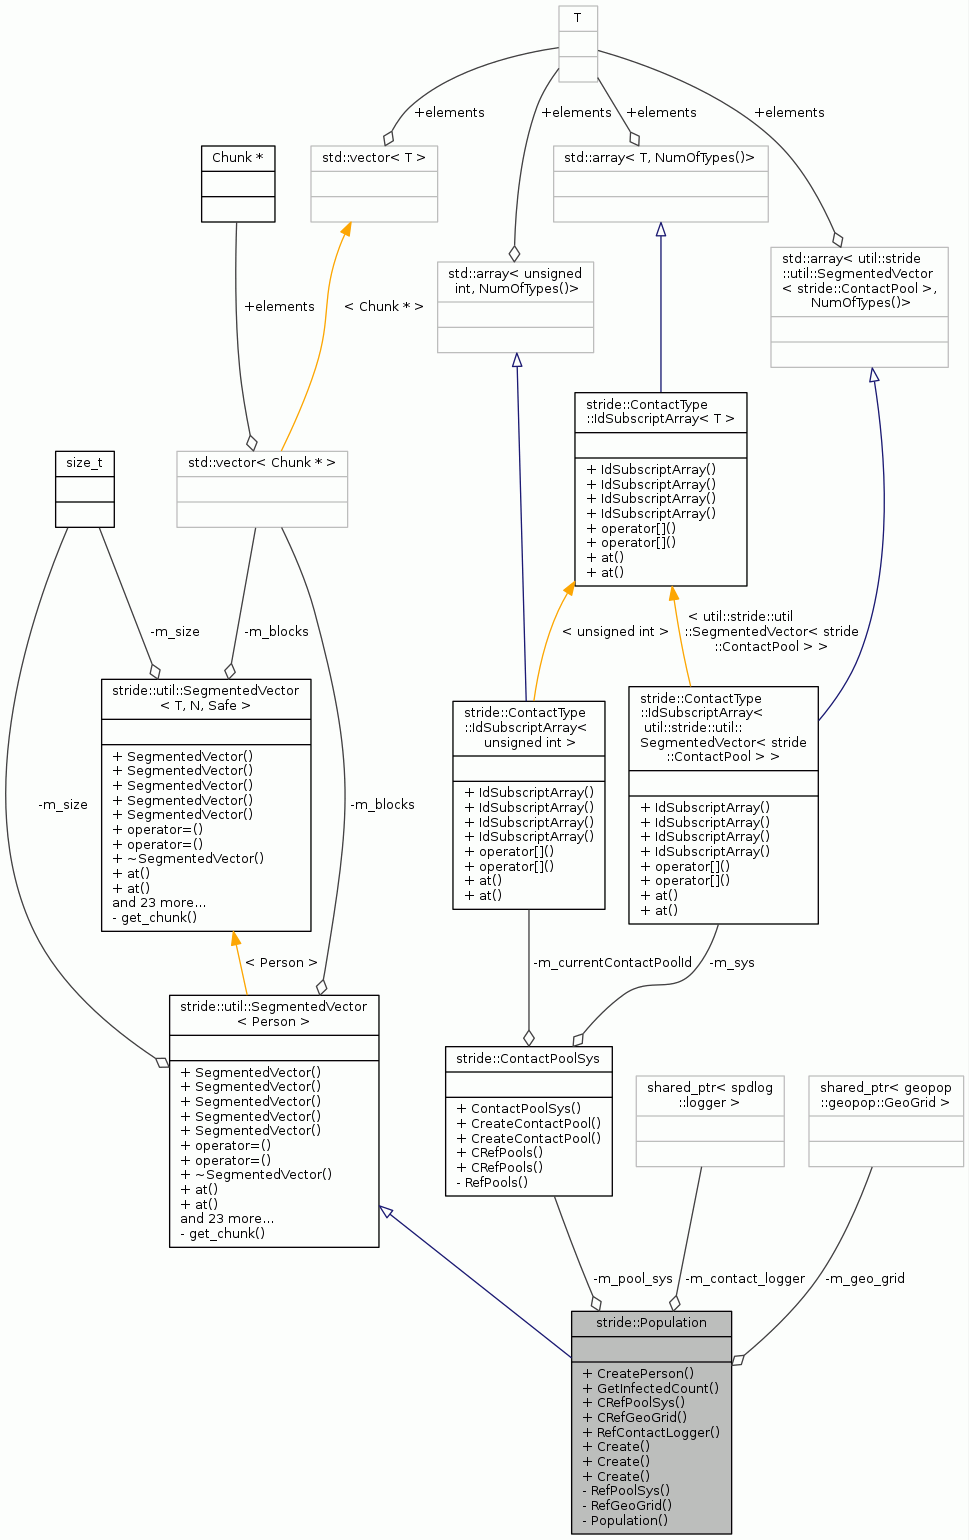 T
+elements
+elements
+elements
+elements
Chunk *
std::vector< T >
std::array< T, NumOfTypes()>
std::array< unsigned
int, NumOfTypes()>
std::array< util::stride
::util::SegmentedVector
< stride::ContactPool >,
NumOfTypes()>
+elements
< Chunk * >
stride::ContactType
::IdSubscriptArray< T >
+ IdSubscriptArray()
+ IdSubscriptArray()
+ IdSubscriptArray()
+ IdSubscriptArray()
+ operator[]()
+ operator[]()
+ at()
+ at()
size_t
std::vector< Chunk * >
-m_size
-m_blocks
< unsigned int >
< util::stride::util
::SegmentedVector< stride
::ContactPool > >
stride::util::SegmentedVector
< T, N, Safe >
+ SegmentedVector()
+ SegmentedVector()
+ SegmentedVector()
+ SegmentedVector()
+ SegmentedVector()
+ operator=()
+ operator=()
+ ~SegmentedVector()
+ at()
+ at()
and 23 more...
- get_chunk()
-m_size
-m_blocks
stride::ContactType
::IdSubscriptArray<
unsigned int >
+ IdSubscriptArray()
+ IdSubscriptArray()
+ IdSubscriptArray()
+ IdSubscriptArray()
+ operator[]()
+ operator[]()
+ at()
+ at()
stride::ContactType
::IdSubscriptArray<
util::stride::util::
SegmentedVector< stride
::ContactPool > >
+ IdSubscriptArray()
+ IdSubscriptArray()
+ IdSubscriptArray()
+ IdSubscriptArray()
+ operator[]()
+ operator[]()
+ at()
+ at()
< Person >
-m_currentContactPoolId
-m_sys
stride::util::SegmentedVector
< Person >
+ SegmentedVector()
+ SegmentedVector()
+ SegmentedVector()
+ SegmentedVector()
+ SegmentedVector()
+ operator=()
+ operator=()
+ ~SegmentedVector()
+ at()
+ at()
and 23 more...
- get_chunk()
stride::ContactPoolSys
+ ContactPoolSys()
+ CreateContactPool()
+ CreateContactPool()
+ CRefPools()
+ CRefPools()
- RefPools()
shared_ptr< spdlog
::logger >
shared_ptr< geopop
::geopop::GeoGrid >
-m_pool_sys
-m_contact_logger
-m_geo_grid
stride::Population
+ CreatePerson()
+ GetInfectedCount()
+ CRefPoolSys()
+ CRefGeoGrid()
+ RefContactLogger()
+ Create()
+ Create()
+ Create()
- RefPoolSys()
- RefGeoGrid()
- Population()